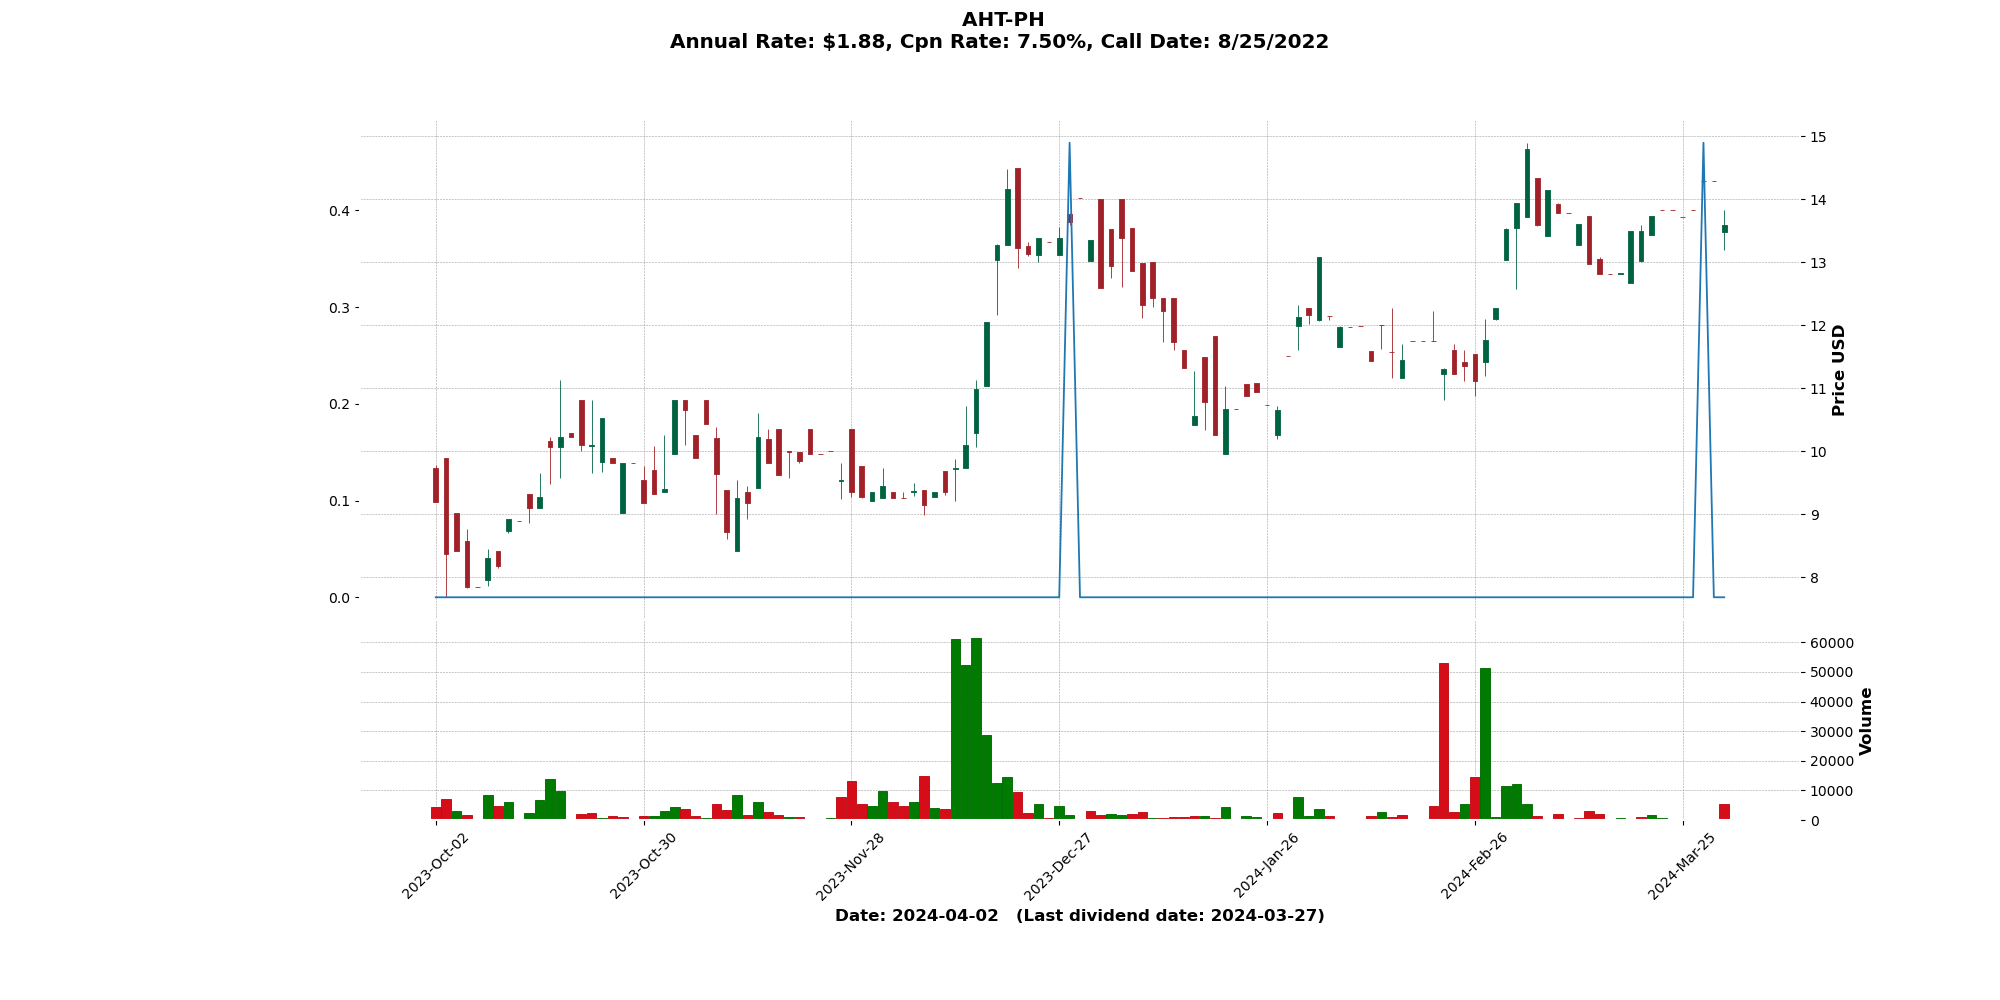 AHT-PH
Annual Rate: $1.88, Cpn Rate: 7.50%, Call Date: 8/25/2022
0.4
0.3
0.2
0.1
0.0
15
14
13
12
11
10
9
8
Price USD
60000
50000
40000
30000
20000
10000
0
Volume
2023-Oct-02
2023-Oct-30
2023-Nov-28
2023-Dec-27
2024-Jan-26
2024-Feb-26
2024-Mar-25
Date: 2024-04-02   (Last dividend date: 2024-03-27)